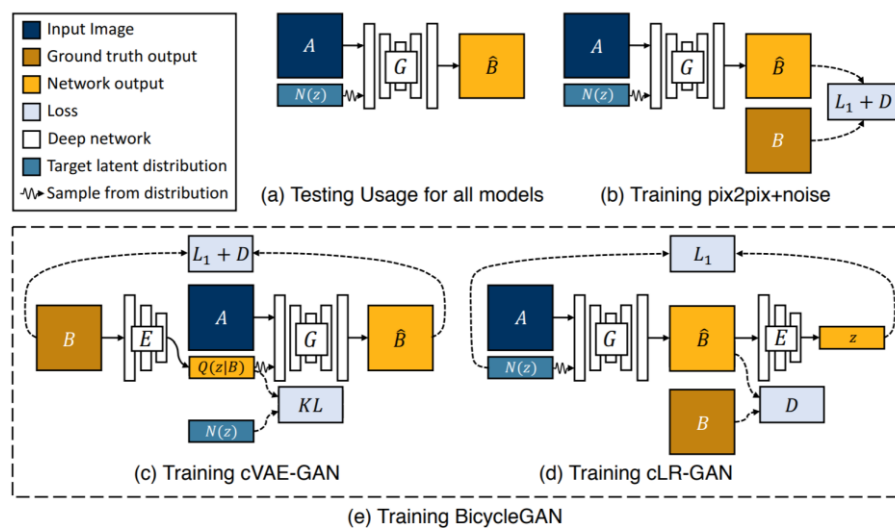 Input Image
Ground truth output
Network output
Loss
Deep network
Target latent distribution
Sample from distribution
A
N(z)
G
B̂
(a) Testing Usage for all models
A
N(z)
G
B̂
B
L₁ + D
(b) Training pix2pix+noise
L₁ + D
B
E
A
Q(z|B)
G
B̂
KL
N(z)
(c) Training cVAE-GAN
L₁
A
N(z)
G
B̂
E
z
B
D
(d) Training cLR-GAN
(e) Training BicycleGAN